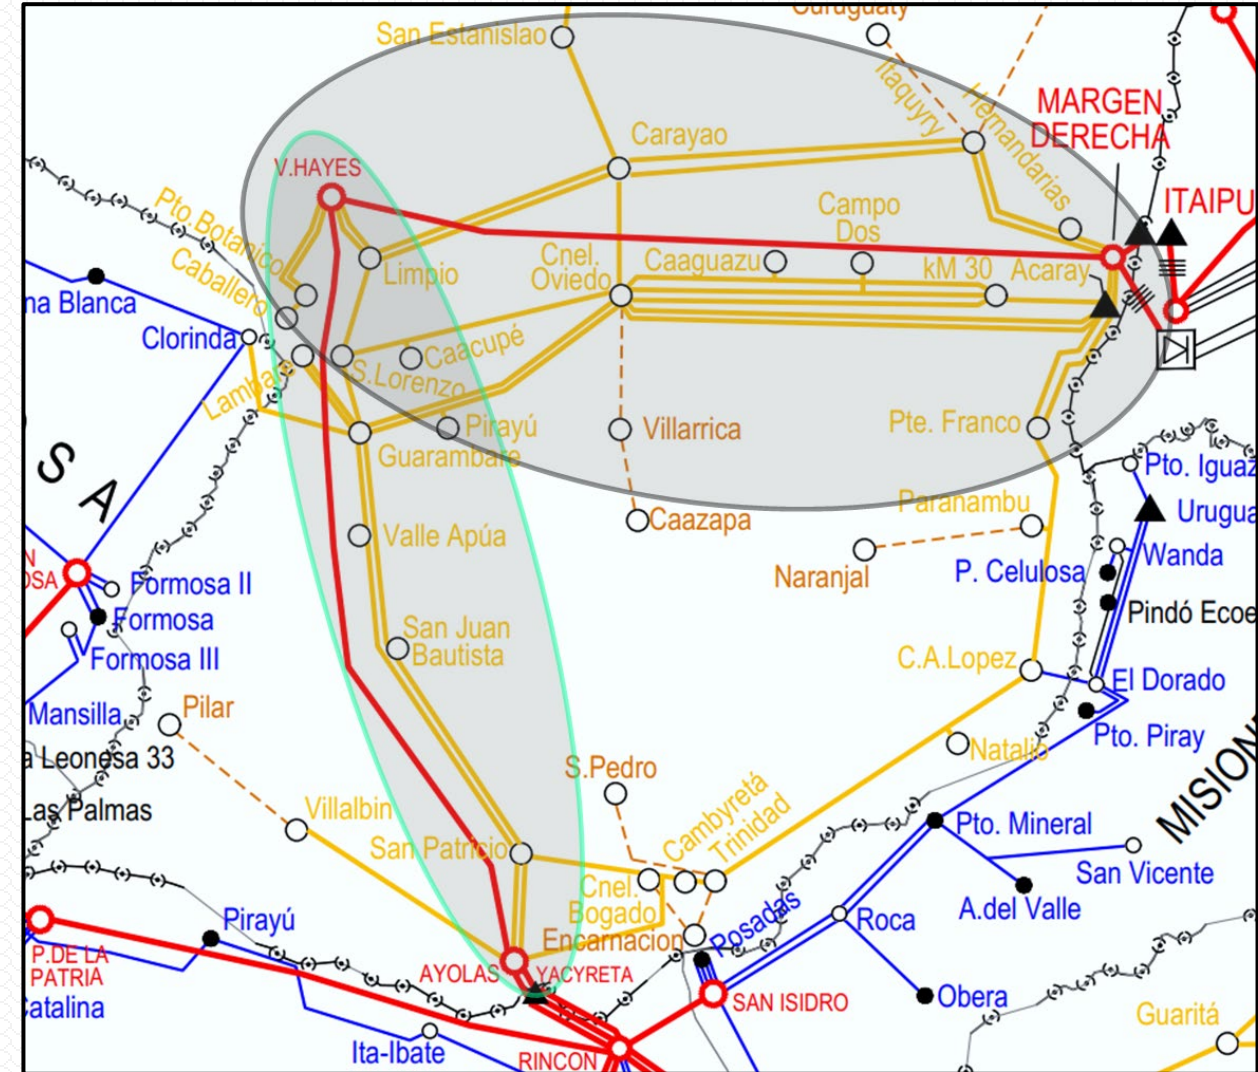 Curuguaty
San Estanislao
Itaquyry
Hernandarias
MARGEN
DERECHA
Carayao
V.HAYES
ITAIPU
Pto.Botanico
Campo
Dos
Caballero
Limpio
Cnel.
Oviedo
Caaguazu
kM 30
Acaray
na Blanca
Clorinda
Caacupé
S.Lorenzo
Lambare
Pirayú
Villarrica
Pte. Franco
Guarambare
S A
Pto. Iguaz
Paranambu
Caazapa
Urugua
Valle Apúa
Wanda
N
OSA
Naranjal
P. Celulosa
Formosa II
Formosa
Pindó Ecoe
San Juan
Bautista
Formosa III
C.A.Lopez
El Dorado
Mansilla
Pilar
Pto. Piray
Natalio
a Leonesa 33
S.Pedro
MISION
Las Palmas
Villalbin
Cambyretá
Trinidad
Pto. Mineral
San Patricio
San Vicente
Cnel.
Bogado
A.del Valle
Pirayú
Posadas
Roca
Encarnacion
P.DE LA
PATRIA
AYOLAS
YACYRETA
SAN ISIDRO
Obera
Catalina
Guaritá
Ita-Ibate
RINCON